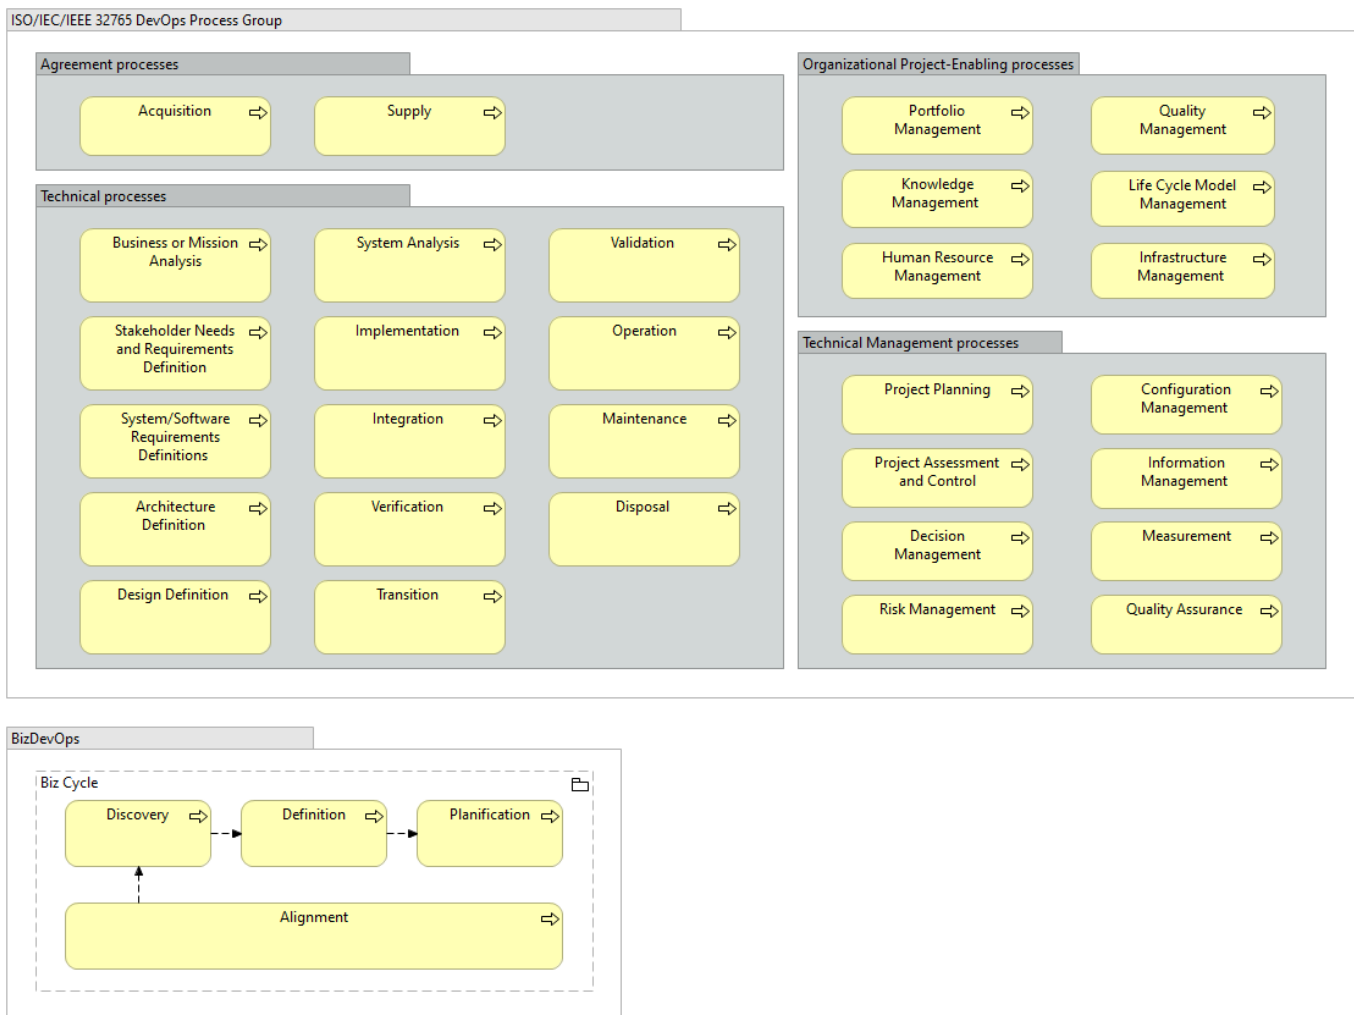 ISO/IEC/IEEE 32765 DevOps Process Group
Agreement processes
Acquisition
Supply
Technical processes
Business or Mission
Analysis
System Analysis
Validation
Stakeholder Needs
and Requirements
Definition
Implementation
Operation
System/Software
Requirements
Definitions
Integration
Maintenance
Architecture
Definition
Verification
Disposal
Design Definition
Transition
Organizational Project-Enabling processes
Portfolio
Management
Quality
Management
Knowledge
Management
Life Cycle Model
Management
Human Resource
Management
Infrastructure
Management
Technical Management processes
Project Planning
Configuration
Management
Project Assessment
and Control
Information
Management
Decision
Management
Measurement
Risk Management
Quality Assurance
BizDevOps
Biz Cycle
Discovery
Definition
Planification
Alignment